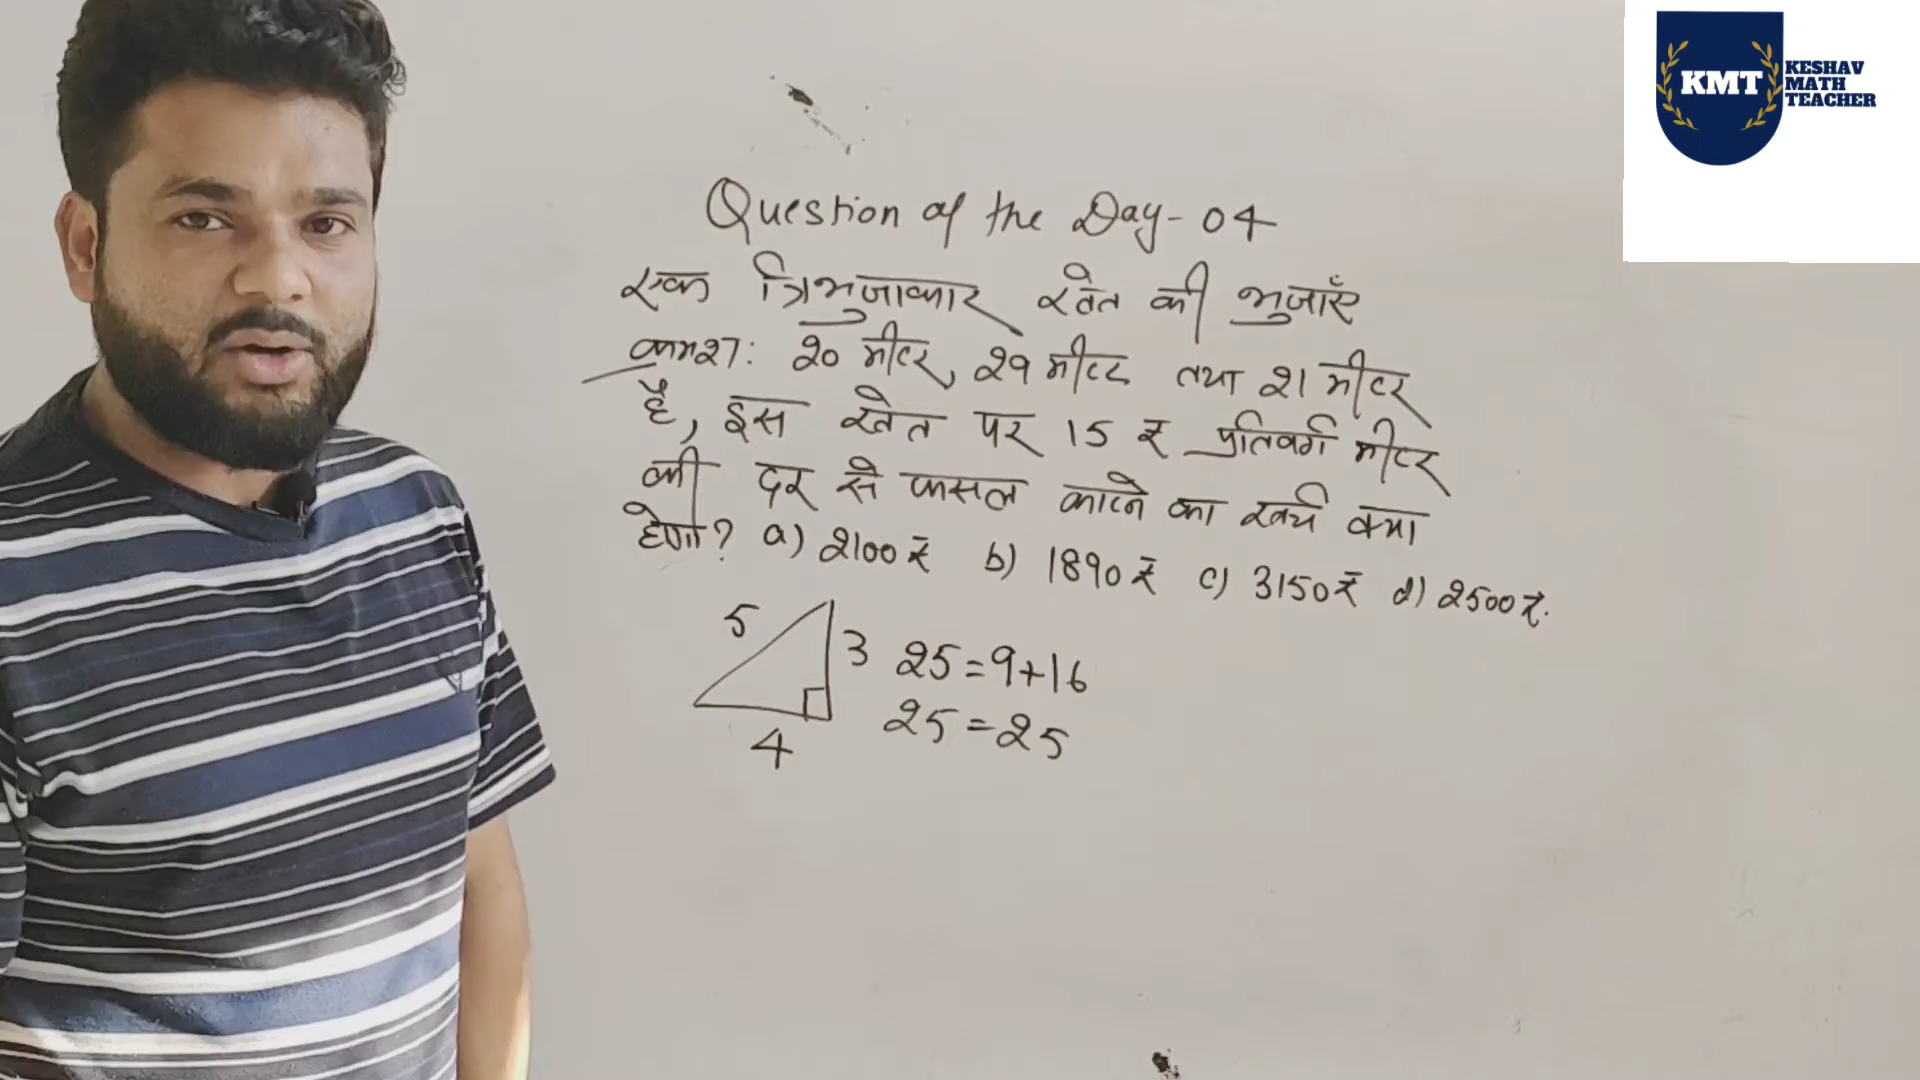 KMT
KESHAV
MATH
TEACHER
Question of the Day - 04
एक त्रिभुजाकार खेत की भुजाएँ
क्रमश: 20 मीटर, 29 मीटर तथा 21 मीटर
है, इस खेत पर 15 ₹ प्रतिवर्ग मीटर
की दर से फसल काटने का खर्च क्या
होगा? a) 2100 ₹ b) 1890 ₹ c) 3150 ₹ d) 2500 ₹.
5
3 25=9+16
25=25
4